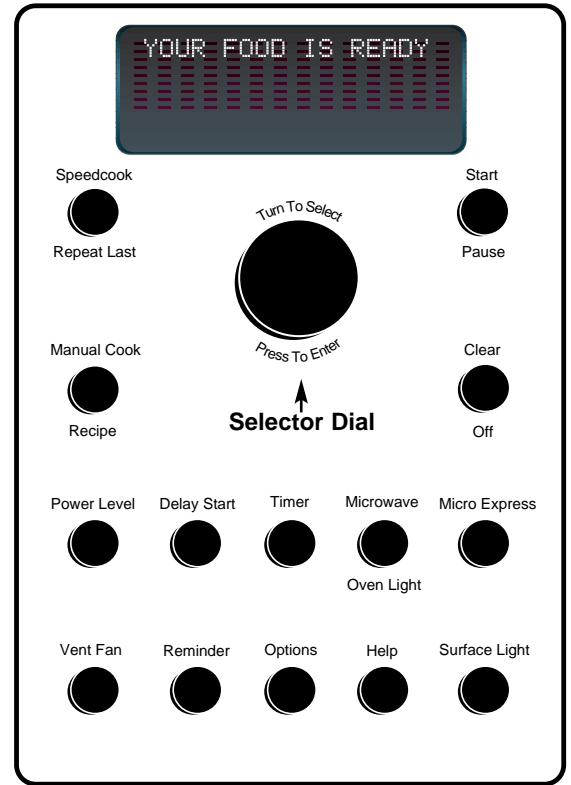 YOUR FOOD IS READY
Speedcook
Start
Turn To Select
Repeat Last
Pause
Manual Cook
Press To Enter
Clear
Selector Dial
Recipe
Off
Power Level
Delay Start
Timer
Microwave
Micro Express
Oven Light
Vent Fan
Reminder
Options
Help
Surface Light